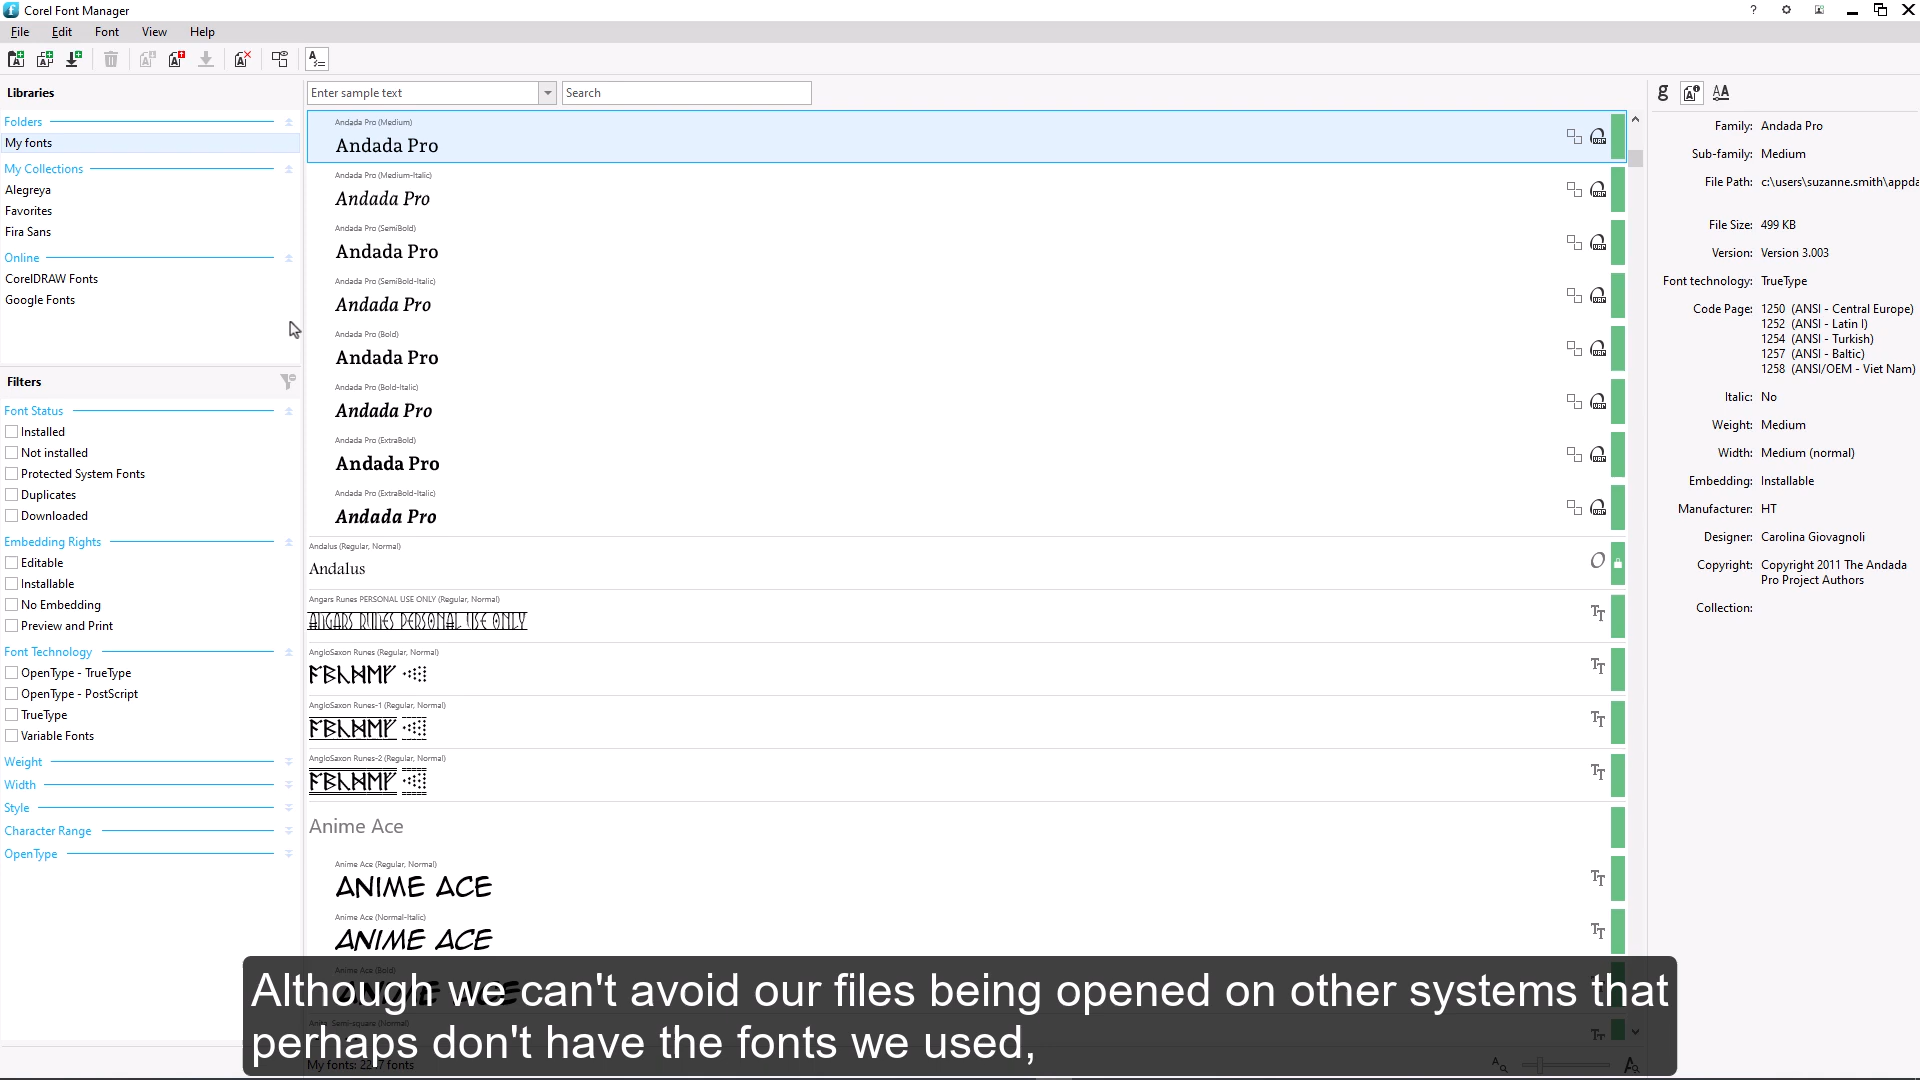 Corel Font Manager
File Edit Font View Help
Libraries
Folders
My fonts
My Collections
Alegreya
Favorites
Fira Sans
Online
CorelDRAW Fonts
Google Fonts
Filters
Font Status
Installed
Not installed
Protected System Fonts
Duplicates
Downloaded
Embedding Rights
Editable
Installable
No Embedding
Preview and Print
Font Technology
OpenType - TrueType
OpenType - PostScript
TrueType
Variable Fonts
Weight
Width
Style
Character Range
OpenType
Enter sample text
Search
Andada Pro (Medium)
Andada Pro
Andada Pro (Medium-Italic)
Andada Pro
Andada Pro (SemiBold)
Andada Pro
Andada Pro (SemiBold-Italic)
Andada Pro
Andada Pro (Bold)
Andada Pro
Andada Pro (Bold-Italic)
Andada Pro
Andada Pro (ExtraBold)
Andada Pro
Andada Pro (ExtraBold-Italic)
Andada Pro
Andalus (Regular, Normal)
Andalus
Angars Runes PERSONAL USE ONLY (Regular, Normal)
ANGARS RUNES PERSONAL USE ONLY
AngloSaxon Runes (Regular, Normal)
AngloSaxon Runes-1 (Regular, Normal)
AngloSaxon Runes-2 (Regular, Normal)
Anime Ace
Anime Ace (Regular, Normal)
ANIME ACE
Anime Ace (Normal-Italic)
ANIME ACE
Anime Ace (Bold)
g
AA
Family: Andada Pro
Sub-family: Medium
File Path: c:\users\suzanne.smith\appda
File Size: 499 KB
Version: Version 3.003
Font technology: TrueType
Code Page: 1250 (ANSI - Central Europe)
1252 (ANSI - Latin I)
1254 (ANSI - Turkish)
1257 (ANSI - Baltic)
1258 (ANSI/OEM - Viet Nam)
Italic: No
Weight: Medium
Width: Medium (normal)
Embedding: Installable
Manufacturer: HT
Designer: Carolina Giovagnoli
Copyright: Copyright 2011 The Andada
Pro Project Authors
Collection:
Although we can't avoid our files being opened on other systems that
perhaps don't have the fonts we used,
My fonts: fonts